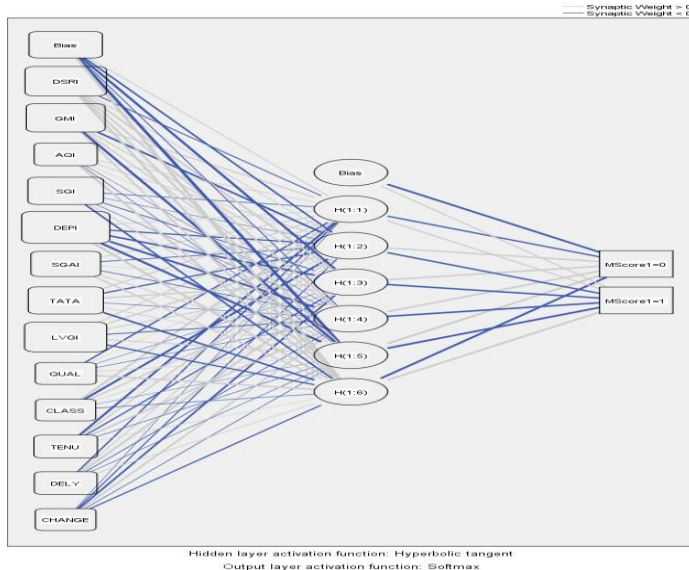 Synaptic Weight > 0
Synaptic Weight < 0
Bias
DSRI
GMI
AQI
SGI
DEPI
SGAI
TATA
LVGI
QUAL
CLASS
TENU
DELY
CHANGE
Bias
H(1:1)
H(1:2)
H(1:3)
H(1:4)
H(1:5)
H(1:6)
MScore1=0
MScore1=1
Hidden layer activation function: Hyperbolic tangent
Output layer activation function: Softmax